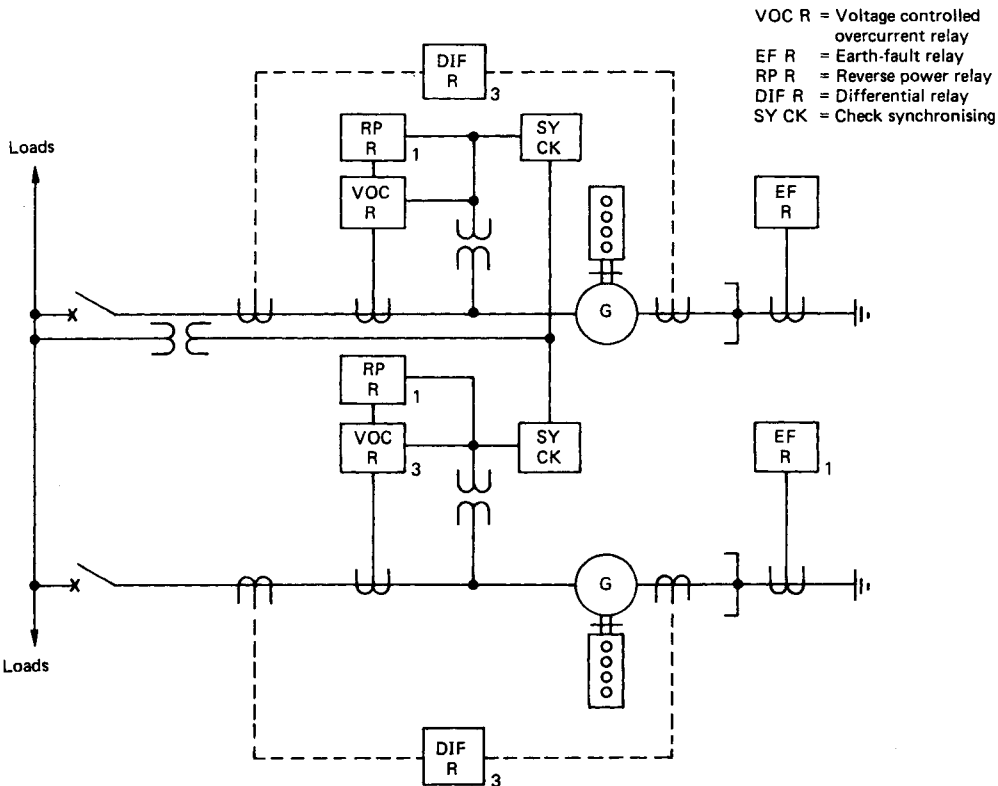 VOC R = Voltage controlled
overcurrent relay
EF R = Earth-fault relay
RP R = Reverse power relay
DIF R = Differential relay
SY CK = Check synchronising
DIF
R
3
Loads
RP
R
1
SY
CK
VOC
R
EF
R
G
RP
R
1
VOC
R
3
SY
CK
EF
R
1
G
Loads
DIF
R
3